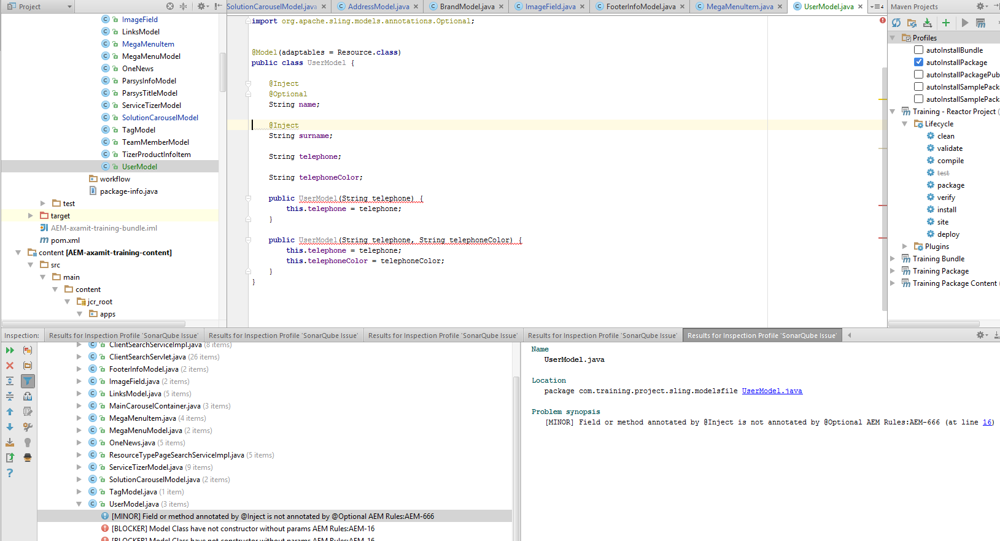 Project
ImageField
LinksModel
MegaMenuItem
MegaMenuModel
OneNews
ParsysInfoModel
ParsysTitleModel
ServiceTizerModel
SolutionCarouselModel
TagModel
TeamMemberModel
TizerProductInfoItem
UserModel
workflow
package-info.java
test
target
AEM-axamit-training-bundle.iml
pom.xml
content [AEM-axamit-training-content]
src
main
content
jcr_root
apps
SolutionCarouselModel.java
AddressModel.java
BrandModel.java
ImageField.java
FooterInfoModel.java
MegaMenuItem.java
UserModel.java
4
import org.apache.sling.models.annotations.Optional;
@Model(adaptables = Resource.class)
public class UserModel {
@Inject
@Optional
String name;
@Inject
String surname;
String telephone;
String telephoneColor;
public UserModel(String telephone) {
this.telephone = telephone;
}
public UserModel(String telephone, String telephoneColor) {
this.telephone = telephone;
this.telephoneColor = telephoneColor;
}
}
Maven Projects
Profiles
autoInstallBundle
autoInstallPackage
autoInstallPackagePub
autoInstallSamplePack
autoInstallSamplePack
Training - Reactor Project (
Lifecycle
clean
validate
compile
test
package
verify
install
site
deploy
Plugins
Training Bundle
Training Package
Training Package Content (
Inspection:
Results for Inspection Profile 'SonarQube Issue'
Results for Inspection Profile 'SonarQube Issue'
Results for Inspection Profile 'SonarQube Issue'
Results for Inspection Profile 'SonarQube Issue'
Results for Inspection Profile 'SonarQube Issue'
ClientSearchServiceImpl.java (8 items)
ClientSearchServlet.java (26 items)
FooterInfoModel.java (2 items)
ImageField.java (2 items)
LinksModel.java (5 items)
MainCarouselContainer.java (3 items)
MegaMenuItem.java (4 items)
MegaMenuModel.java (2 items)
OneNews.java (5 items)
ResourceTypePageSearchServiceImpl.java (5 items)
ServiceTizerModel.java (9 items)
SolutionCarouselModel.java (2 items)
TagModel.java (1 item)
UserModel.java (3 items)
[MINOR] Field or method annotated by @Inject is not annotated by @Optional AEM Rules:AEM-666
[BLOCKER] Model Class have not constructor without params AEM Rules:AEM-16
[BLOCKER] Model Class have not constructor without params AEM Rules:AEM-16
Name
UserModel.java
Location
package com.training.project.sling.modelsfile UserModel.java
Problem synopsis
[MINOR] Field or method annotated by @Inject is not annotated by @Optional AEM Rules:AEM-666 (at line 16)